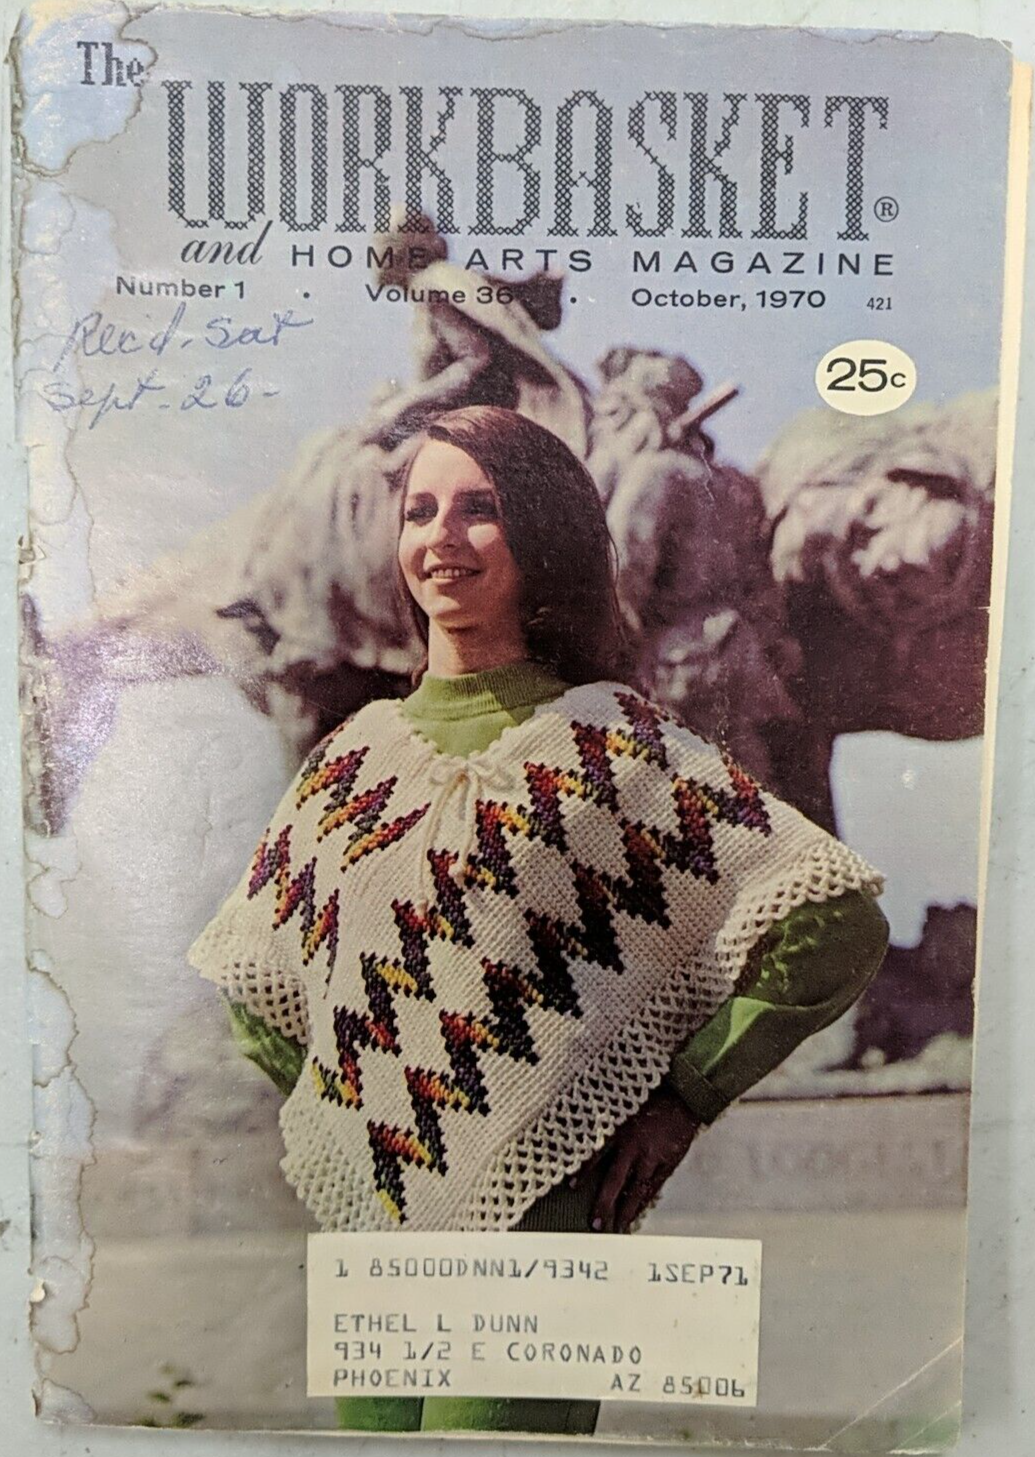 The
WORKBASKET®
and HOME ARTS MAGAZINE
Number 1 • Volume 36 • October, 1970 421
Rec'd. Sat
Sept - 26 -
25c
1 85000DNN1/9342 1SEP71
ETHEL L DUNN
934 1/2 E CORONADO
PHOENIX AZ 85006